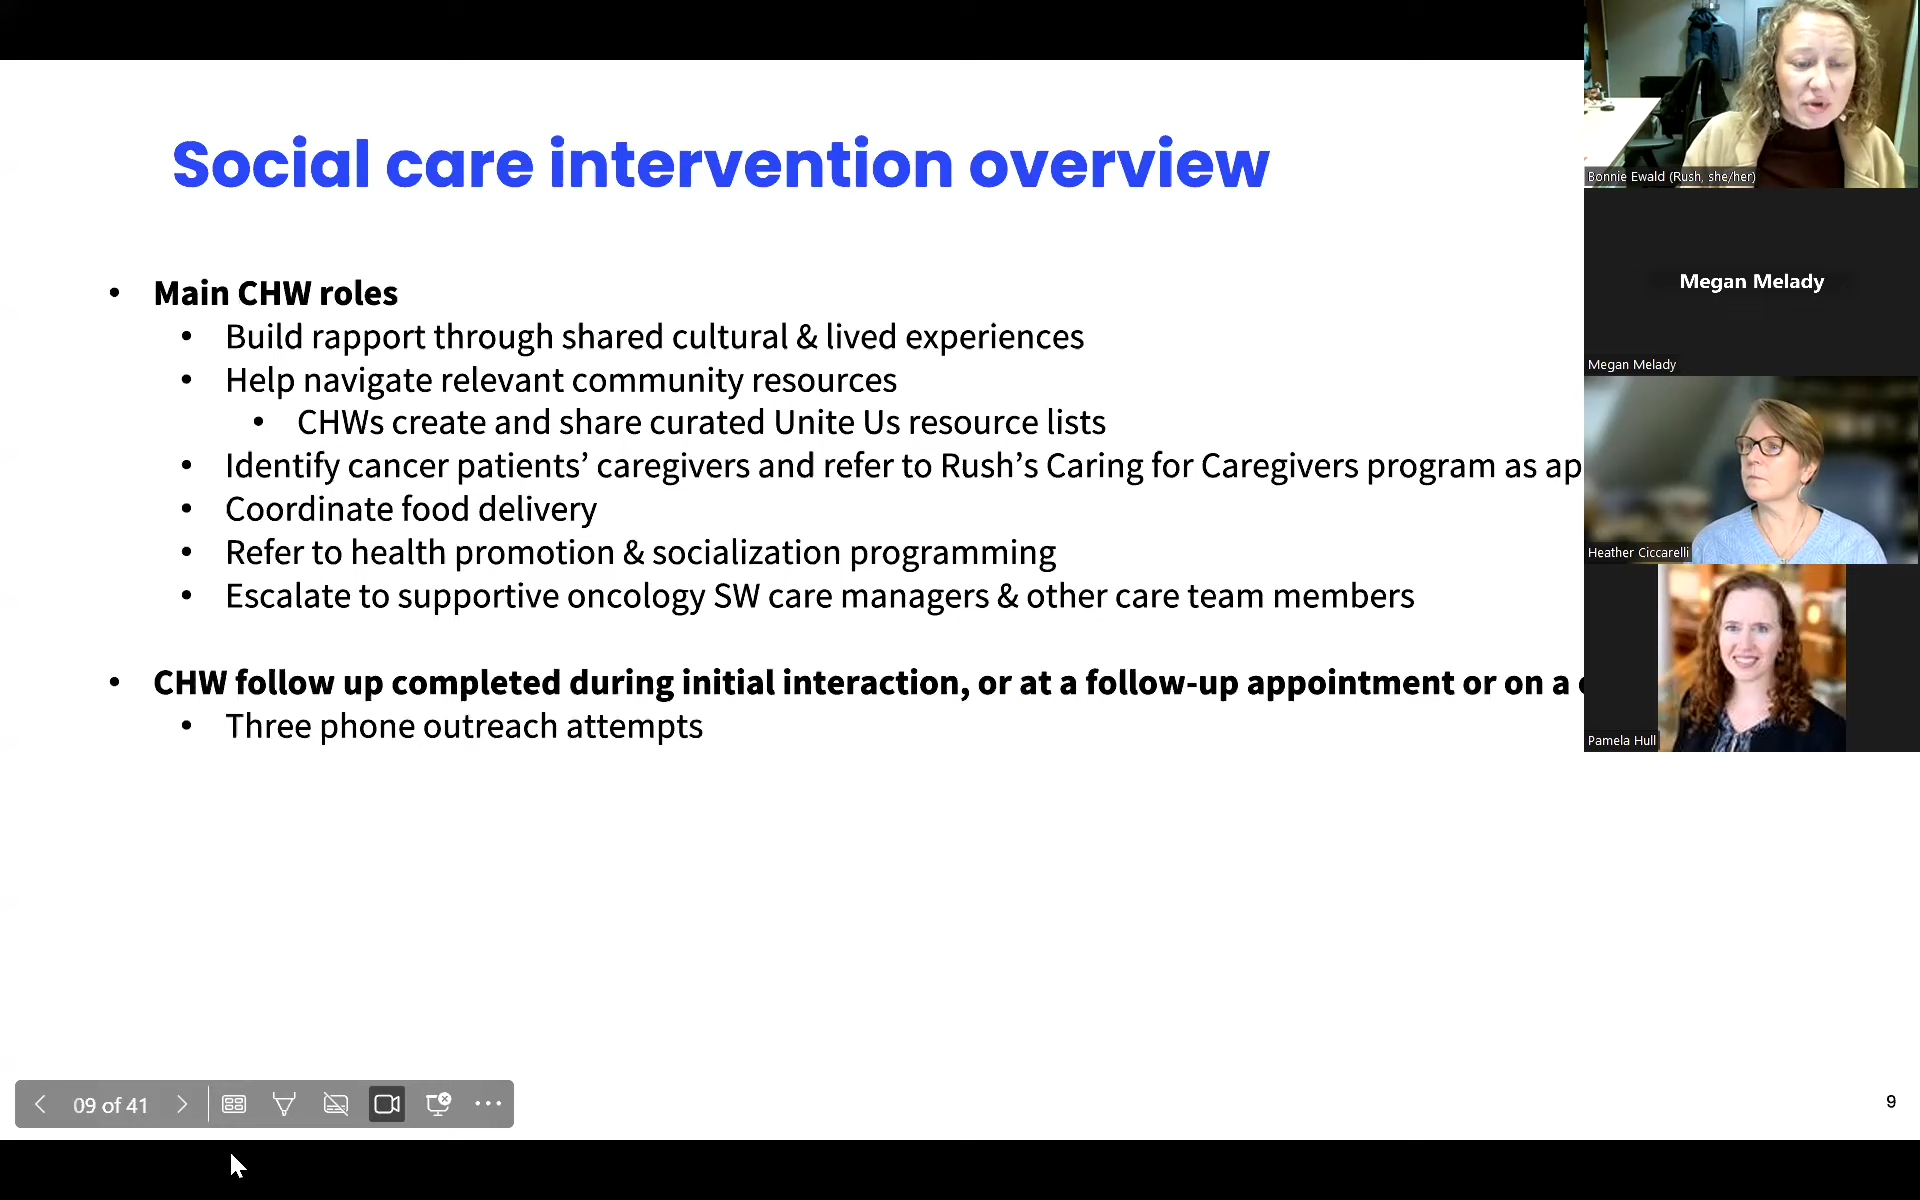 Social care intervention overview
• Main CHW roles
• Build rapport through shared cultural & lived experiences
• Help navigate relevant community resources
• CHWs create and share curated Unite Us resource lists
• Identify cancer patients’ caregivers and refer to Rush’s Caring for Caregivers program as ap
• Coordinate food delivery
• Refer to health promotion & socialization programming
• Escalate to supportive oncology SW care managers & other care team members
• CHW follow up completed during initial interaction, or at a follow-up appointment or on a
• Three phone outreach attempts
09 of 41
9
Bonnie Ewald (Rush, she/her)
Megan Melady
Megan Melady
Heather Ciccarelli
Pamela Hull